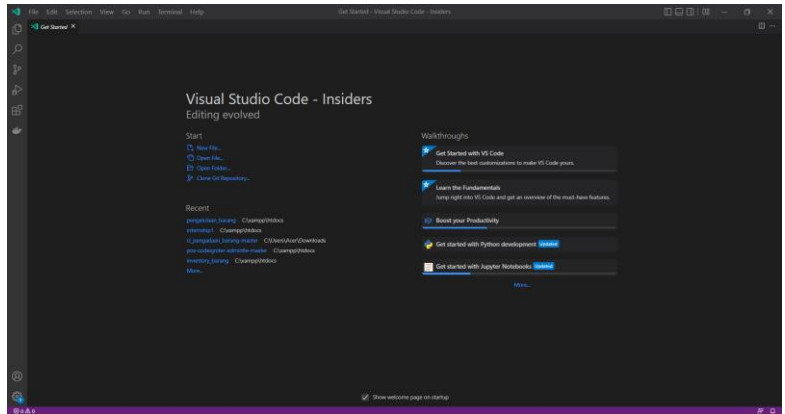 File Edit Selection View Go Run Terminal Help
Get Started - Visual Studio Code - Insiders
Get Started
Visual Studio Code - Insiders
Editing evolved
Start
New File...
Open File...
Open Folder...
Clone Git Repository...
Recent
pengadaan_barang C:\xampp\htdocs
internship1 C:\xampp\htdocs
ci_pengadaan_barang-master C:\Users\Acer\Downloads
pos-codeigniter-adminlte-master C:\xampp\htdocs
inventory_barang C:\xampp\htdocs
More...
Walkthroughs
Get Started with VS Code
Discover the best customizations to make VS Code yours.
Learn the Fundamentals
Jump right into VS Code and get an overview of the must-have features.
Boost your Productivity
Get started with Python development Updated
Get started with Jupyter Notebooks Updated
More...
Show welcome page on startup
0 0